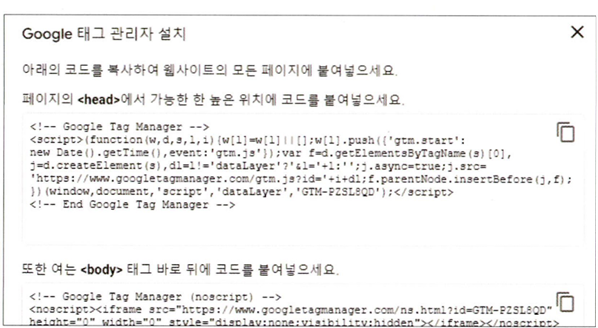 Google 태그 관리자 설치
아래의 코드를 복사하여 웹사이트의 모든 페이지에 붙여넣으세요.
페이지의 <head>에서 가능한 한 높은 위치에 코드를 붙여넣으세요.
<!-- Google Tag Manager -->
<script>(function(w,d,s,l,i){w[l]=w[l]||[];w[l].push({'gtm.start':
new Date().getTime(),event:'gtm.js'});var f=d.getElementsByTagName(s)[0],
j=d.createElement(s),dl=l!='dataLayer'?'&l='+l:'';j.async=true;j.src=
'https://www.googletagmanager.com/gtm.js?id='+i+dl;f.parentNode.insertBefore(j,f);
})(window,document,'script','dataLayer','GTM-PZSL8QD');</script>
<!-- End Google Tag Manager -->
또한 여는 <body> 태그 바로 뒤에 코드를 붙여넣으세요.
<!-- Google Tag Manager (noscript) -->
<noscript><iframe src="https://www.googletagmanager.com/ns.html?id=GTM-PZSL8QD"
height="0" width="0" style="display:none;visibility:hidden"></iframe></noscript>